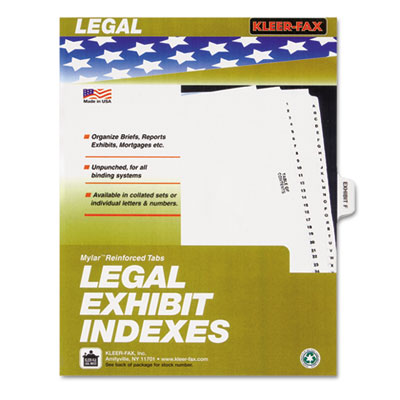 LEGAL
KLEER-FAX
Made in USA
Organize Briefs, Reports
Exhibits, Mortgages etc.
Unpunched, for all
binding systems
Available in collated sets or
individual letters & numbers.
TABLE OF
CONTENTS
EXHIBIT F
Mylar™ Reinforced Tabs
LEGAL
EXHIBIT
INDEXES
KLEER-FAX, Inc.
Amityville, NY 11701 • www.kleer-fax.com
See back of package for stock number.